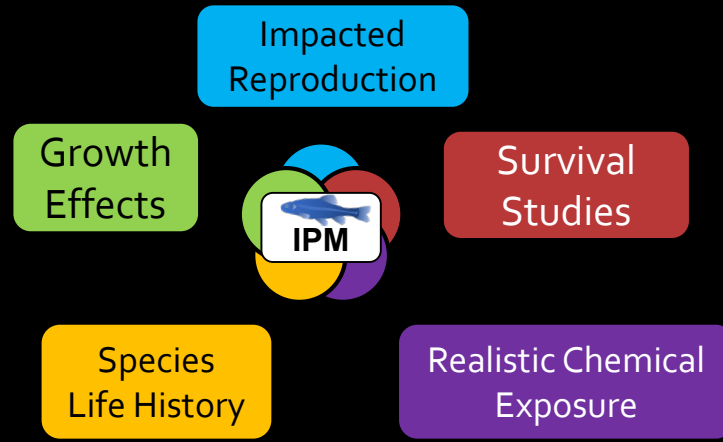 Impacted
Reproduction
Growth
Effects
Survival
Studies
IPM
Species
Life History
Realistic Chemical
Exposure